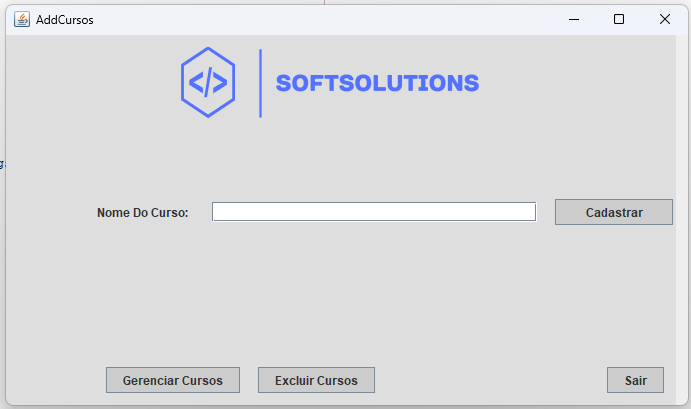 AddCursos
</>
SOFTSOLUTIONS
Nome Do Curso:
Cadastrar
Gerenciar Cursos
Excluir Cursos
Sair